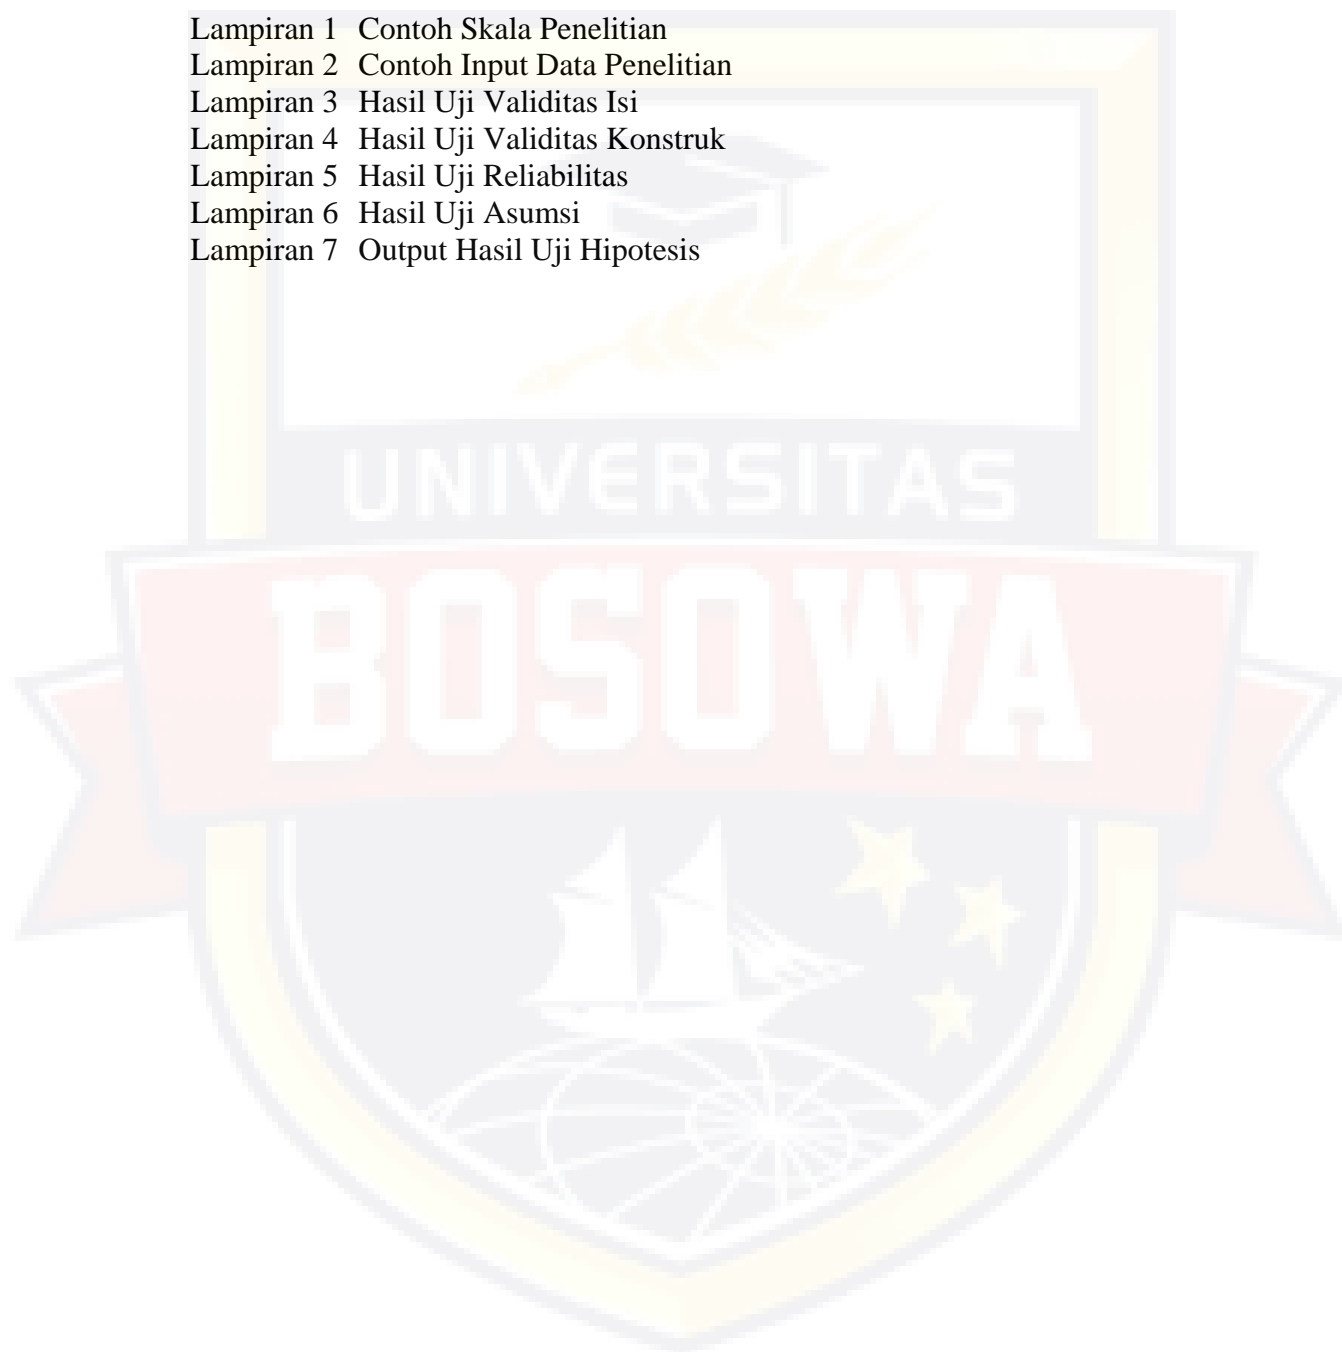 Lampiran 1 Contoh Skala Penelitian
Lampiran 2 Contoh Input Data Penelitian
Lampiran 3 Hasil Uji Validitas Isi
Lampiran 4 Hasil Uji Validitas Konstruk
Lampiran 5 Hasil Uji Reliabilitas
Lampiran 6 Hasil Uji Asumsi
Lampiran 7 Output Hasil Uji Hipotesis
UNIVERSITAS
BOSOWA